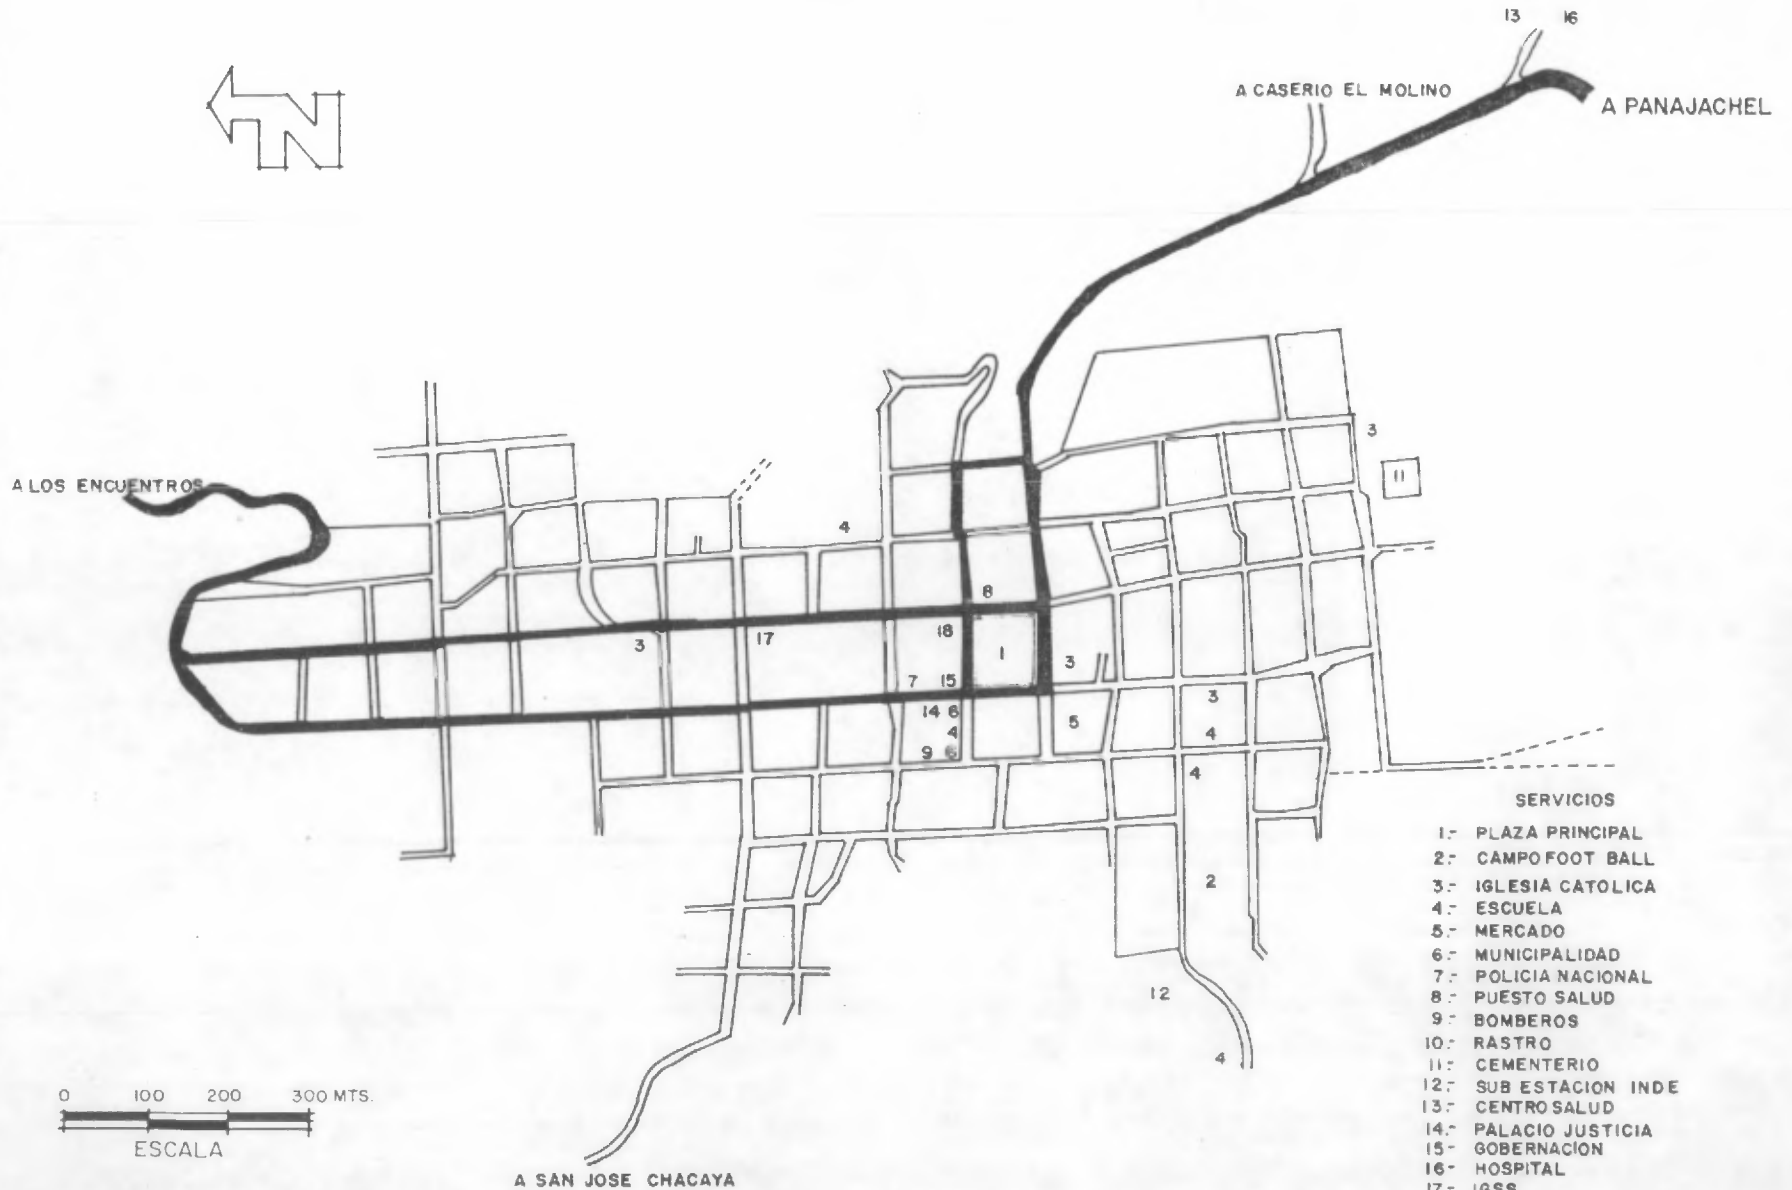 13 16
A CASERIO EL MOLINO
A PANAJACHEL
N
3
11
A LOS ENCUENTROS
4
8
3
17
18
1
3
7 15
3
14 6
5
4
4
9 6
4
2
12
4
SERVICIOS
1.- PLAZA PRINCIPAL
2.- CAMPO FOOT BALL
3.- IGLESIA CATOLICA
4.- ESCUELA
5.- MERCADO
6.- MUNICIPALIDAD
7.- POLICIA NACIONAL
8.- PUESTO SALUD
9.- BOMBEROS
10.- RASTRO
11.- CEMENTERIO
12.- SUB ESTACION INDE
13.- CENTRO SALUD
14.- PALACIO JUSTICIA
15- GOBERNACION
16- HOSPITAL
17- IGSS
0 100 200 300 MTS.
ESCALA
A SAN JOSE CHACAYA